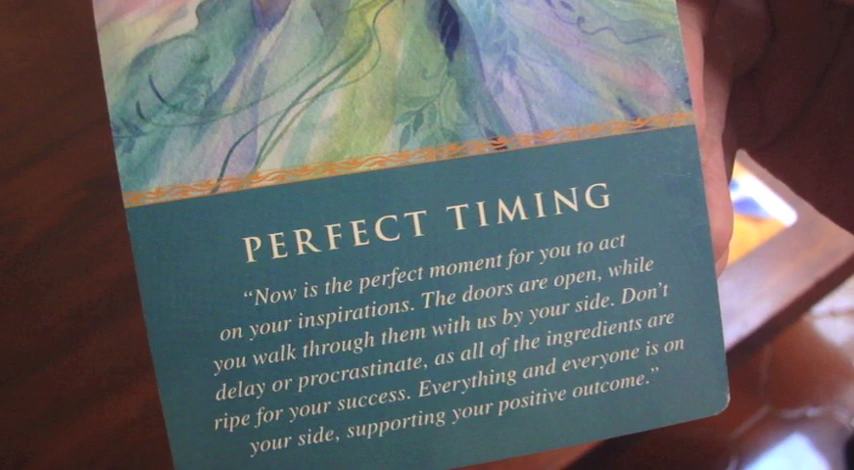 PERFECT TIMING
“Now is the perfect moment for you to act
on your inspirations. The doors are open, while
you walk through them with us by your side. Don’t
delay or procrastinate, as all of the ingredients are
ripe for your success. Everything and everyone is on
your side, supporting your positive outcome.”